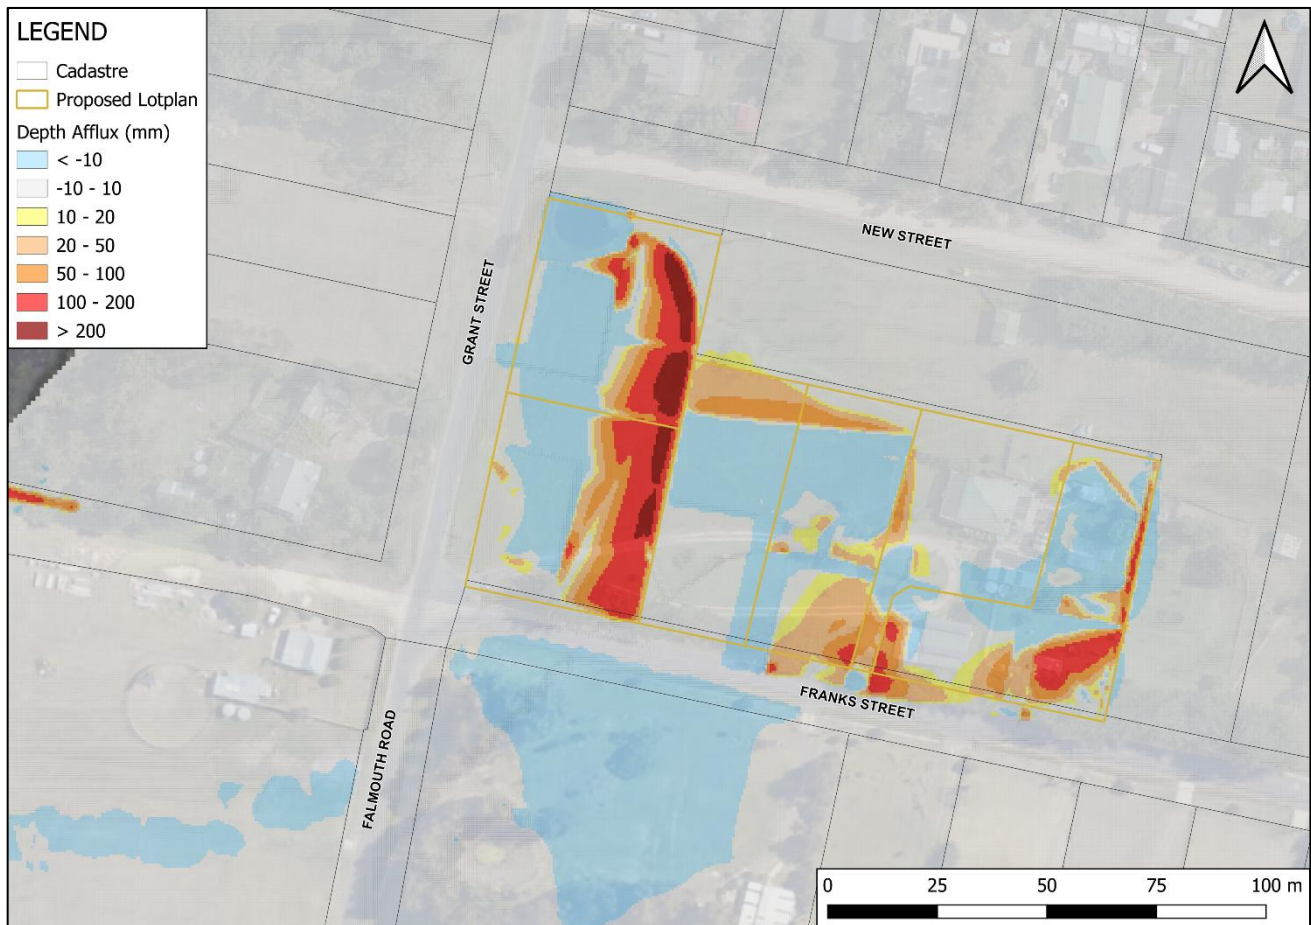 LEGEND
Cadastre
Proposed Lotplan
Depth Afflux (mm)
< -10
-10 - 10
10 - 20
20 - 50
50 - 100
100 - 200
> 200
NEW STREET
GRANT STREET
FRANKS STREET
FALMOUTH ROAD
0 25 50 75 100 m